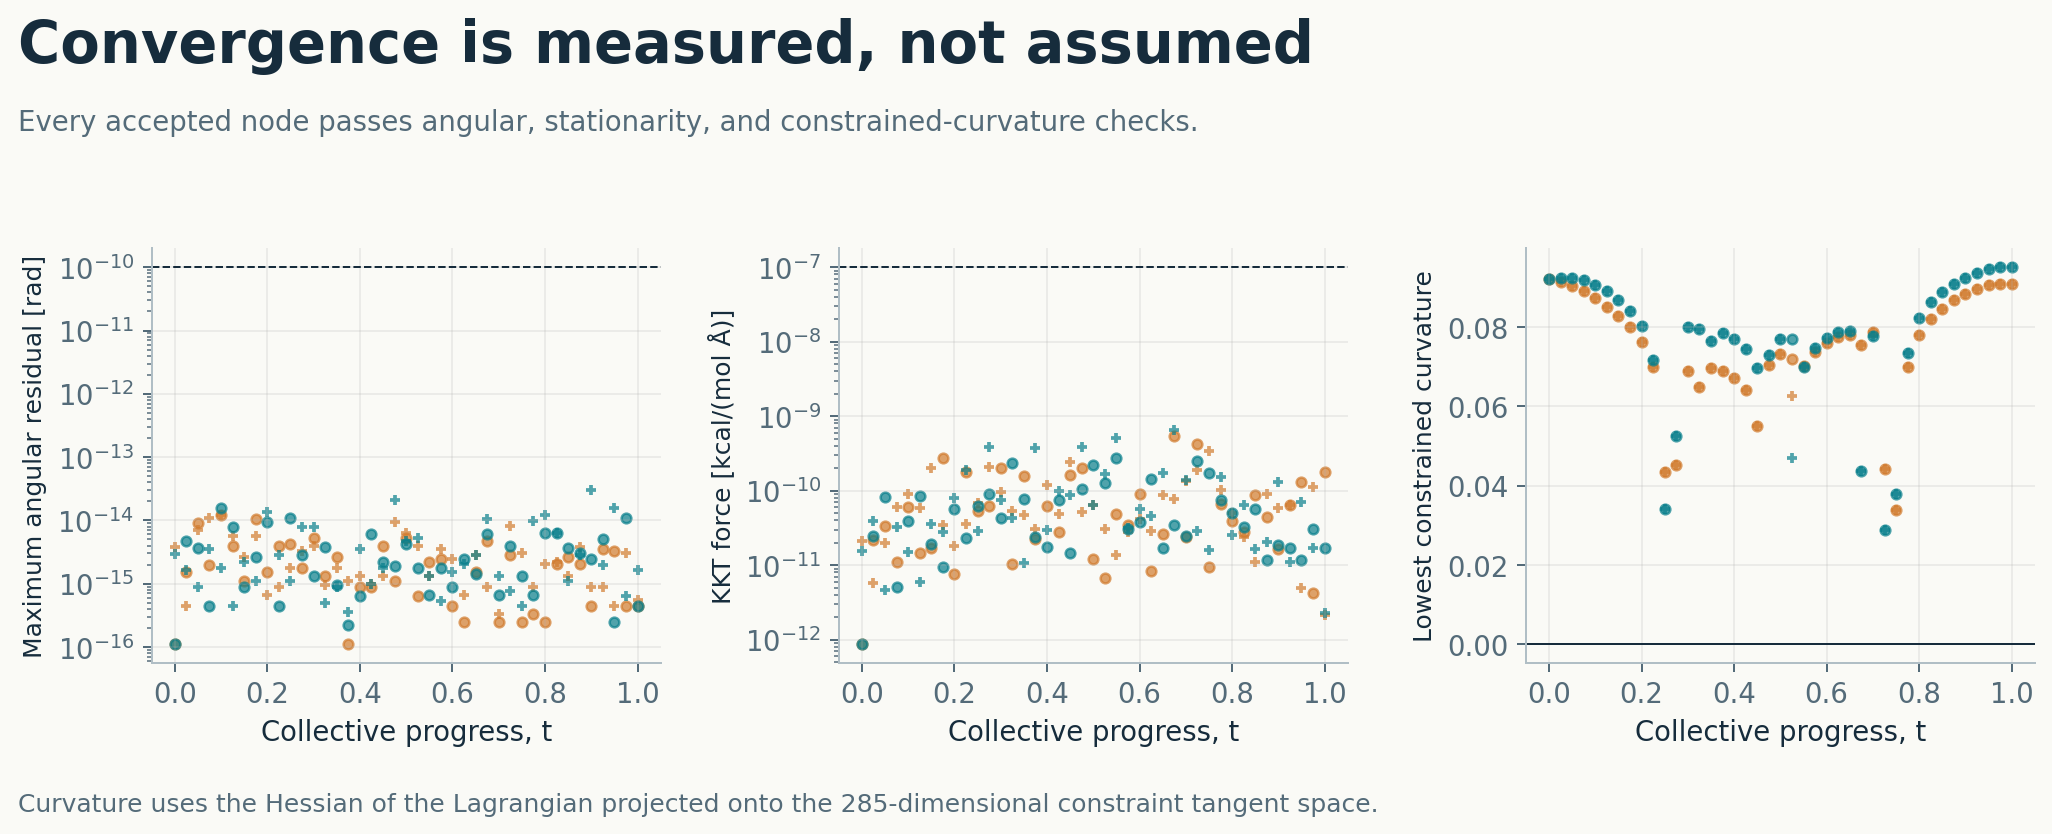 Convergence is measured, not assumed
Every accepted node passes angular, stationarity, and constrained-curvature checks.
Maximum angular residual [rad]
10⁻¹⁰
10⁻¹¹
10⁻¹²
10⁻¹³
10⁻¹⁴
10⁻¹⁵
10⁻¹⁶
0.0 0.2 0.4 0.6 0.8 1.0
Collective progress, t
KKT force [kcal/(mol Å)]
10⁻⁷
10⁻⁸
10⁻⁹
10⁻¹⁰
10⁻¹¹
10⁻¹²
0.0 0.2 0.4 0.6 0.8 1.0
Collective progress, t
Lowest constrained curvature
0.08
0.06
0.04
0.02
0.00
0.0 0.2 0.4 0.6 0.8 1.0
Collective progress, t
Curvature uses the Hessian of the Lagrangian projected onto the 285-dimensional constraint tangent space.